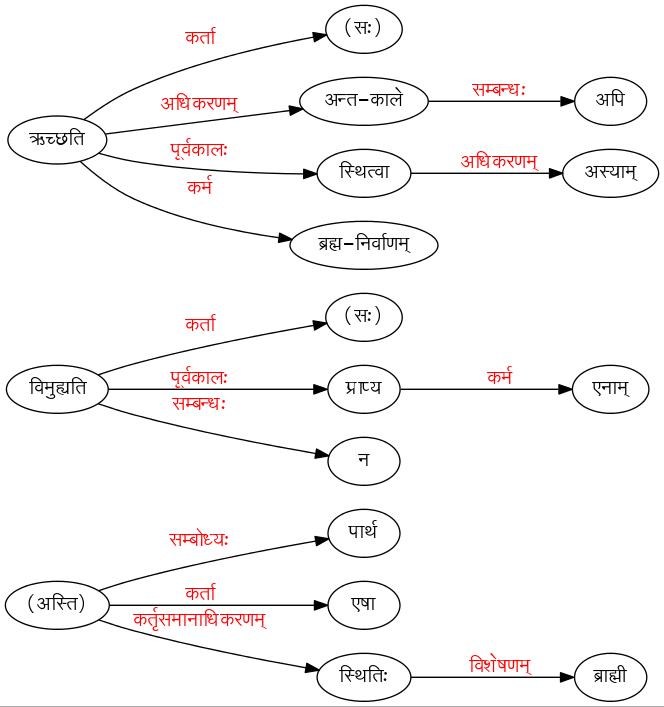 कर्ता
(सः)
अधिकरणम्
अन्त-काले
सम्बन्धः
अपि
ऋच्छति
पूर्वकालः
स्थित्वा
अधिकरणम्
अस्याम्
कर्म
ब्रह्म-निर्वाणम्
कर्ता
(सः)
विमुह्यति
पूर्वकालः
प्राप्य
कर्म
एनाम्
सम्बन्धः
न
सम्बोध्यः
पार्थ
(अस्ति)
कर्ता
एषा
कर्तृसमानाधिकरणम्
स्थितिः
विशेषणम्
ब्राह्मी